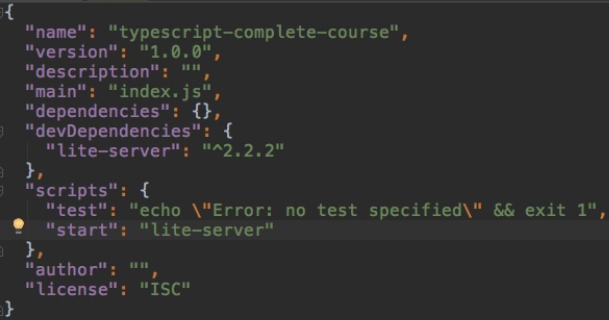 {
  "name": "typescript-complete-course",
  "version": "1.0.0",
  "description": "",
  "main": "index.js",
  "dependencies": {},
  "devDependencies": {
    "lite-server": "^2.2.2"
  },
  "scripts": {
    "test": "echo \"Error: no test specified\" && exit 1",
    "start": "lite-server"
  },
  "author": "",
  "license": "ISC"
}